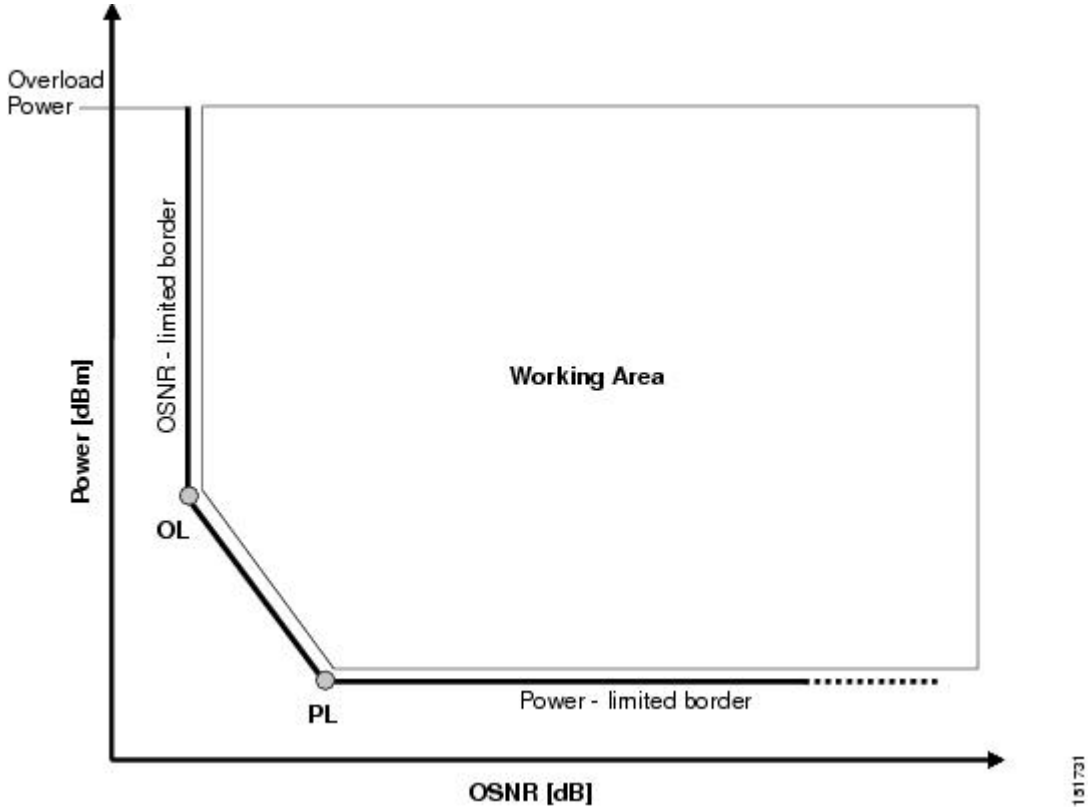 Overload
Power
OSNR - limited border
Power [dBm]
Working Area
OL
PL
Power - limited border
OSNR [dB]
151731